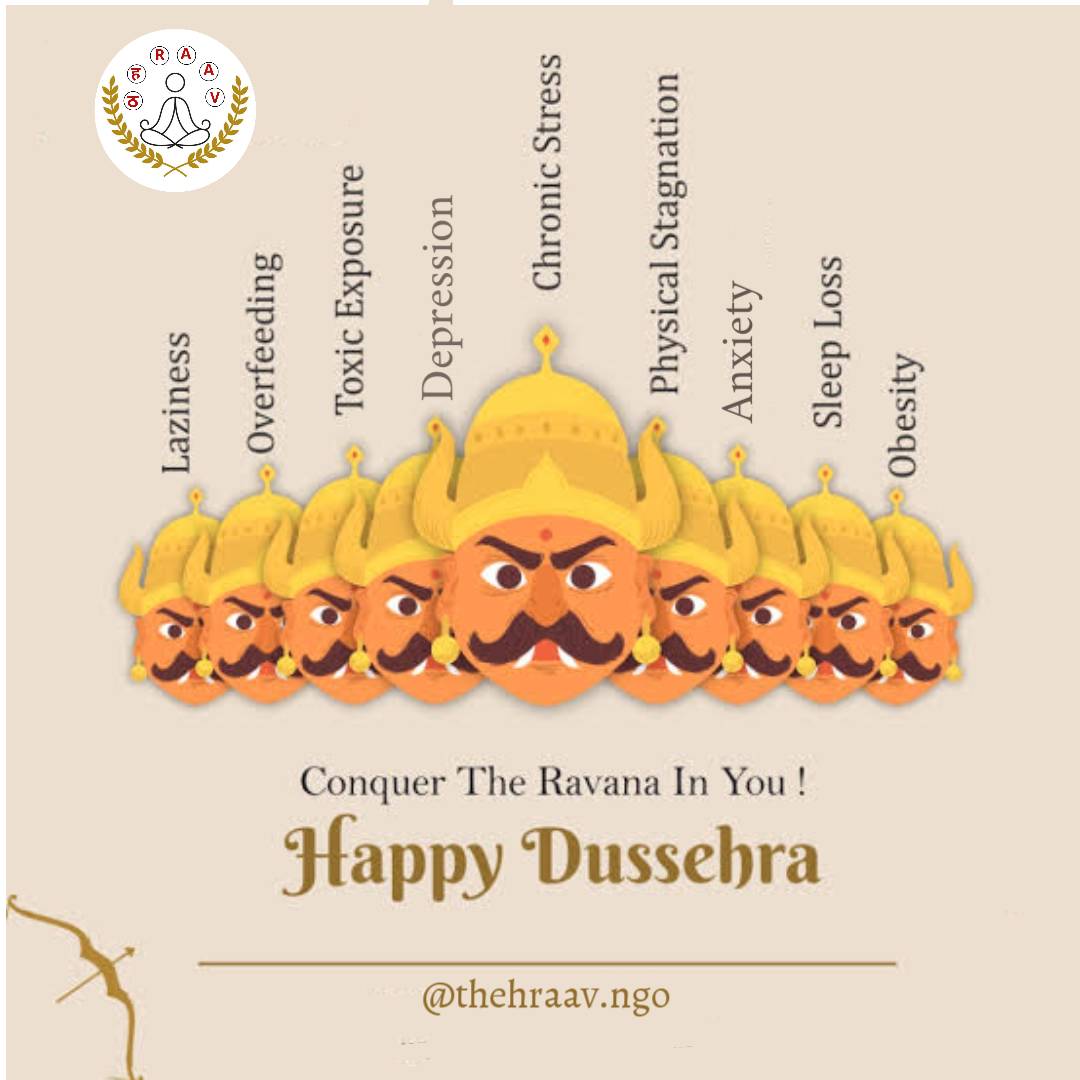 ठ ह R A A V
Laziness
Overfeeding
Toxic Exposure
Depression
Chronic Stress
Physical Stagnation
Anxiety
Sleep Loss
Obesity
Conquer The Ravana In You !
Happy Dussehra
@thehraav.ngo